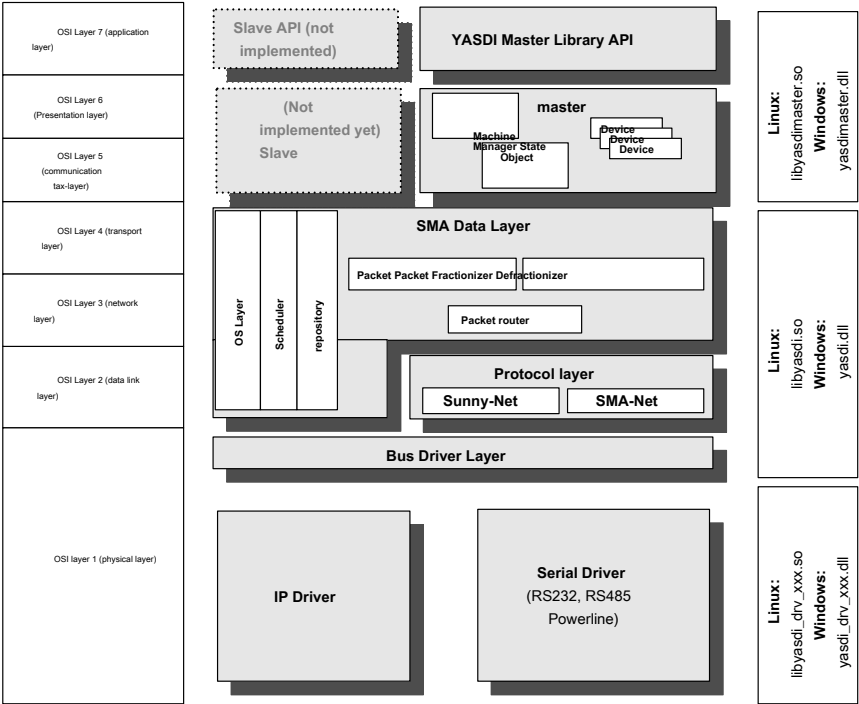 OSI Layer 7 (application
layer)
OSI Layer 6
(Presentation layer)
OSI Layer 5
(communication
tax-layer)
OSI Layer 4 (transport
layer)
OSI Layer 3 (network
layer)
OSI Layer 2 (data link
layer)
OSI layer 1 (physical layer)
Slave API (not
implemented)
YASDI Master Library API
(Not
implemented yet)
Slave
master
Machine
Manager State
Object
Device
Device
Device
SMA Data Layer
OS Layer
Scheduler
repository
Packet Packet Fractionizer Defractionizer
Packet router
Protocol layer
Sunny-Net
SMA-Net
Bus Driver Layer
IP Driver
Serial Driver
(RS232, RS485
Powerline)
Linux:
libyasdimaster.so
Windows:
yasdimaster.dll
Linux:
libyasdi.so
Windows:
yasdi.dll
Linux:
libyasdi_drv_xxx.so
Windows:
yasdi_drv_xxx.dll